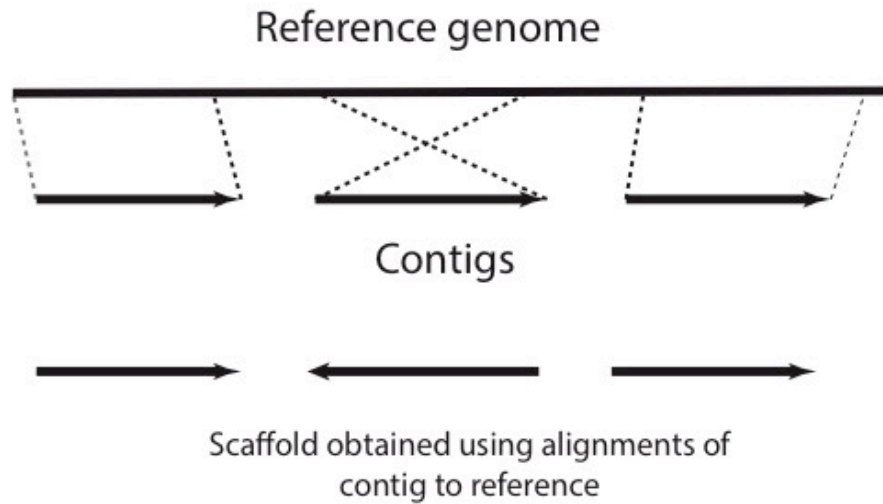 Reference genome
Contigs
Scaffold obtained using alignments of
contig to reference